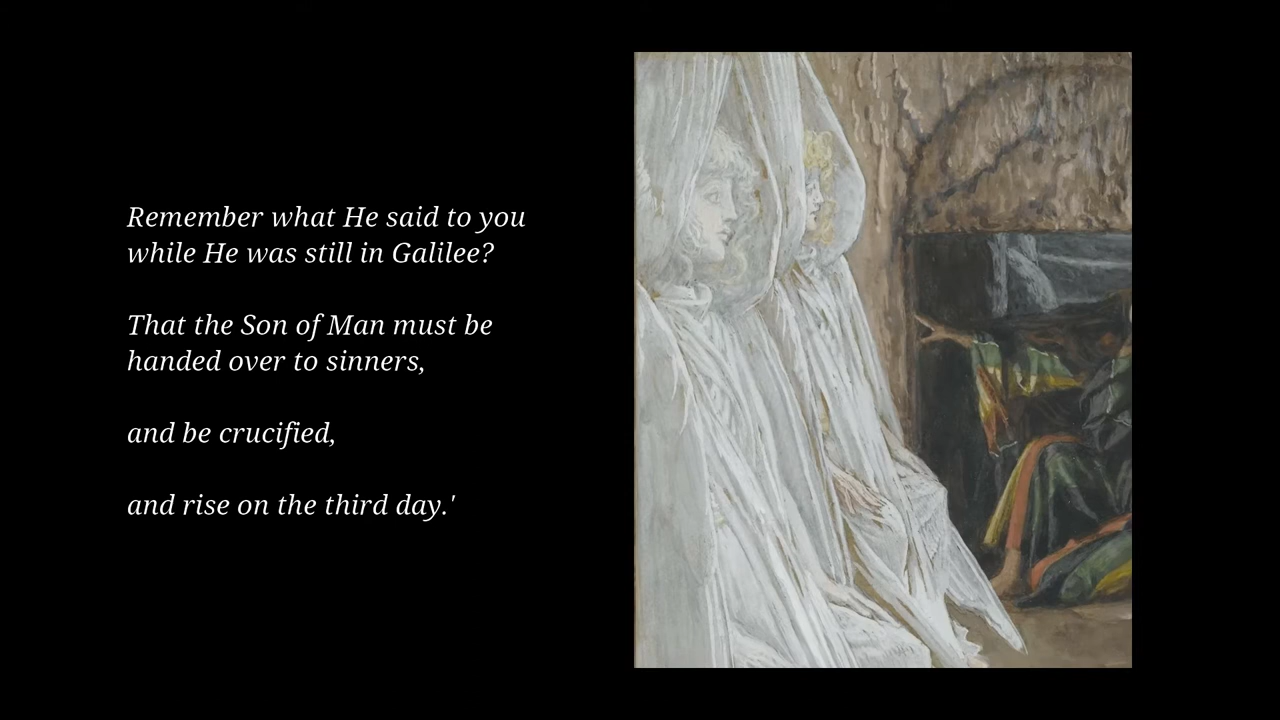 Remember what He said to you
while He was still in Galilee?
That the Son of Man must be
handed over to sinners,
and be crucified,
and rise on the third day.'